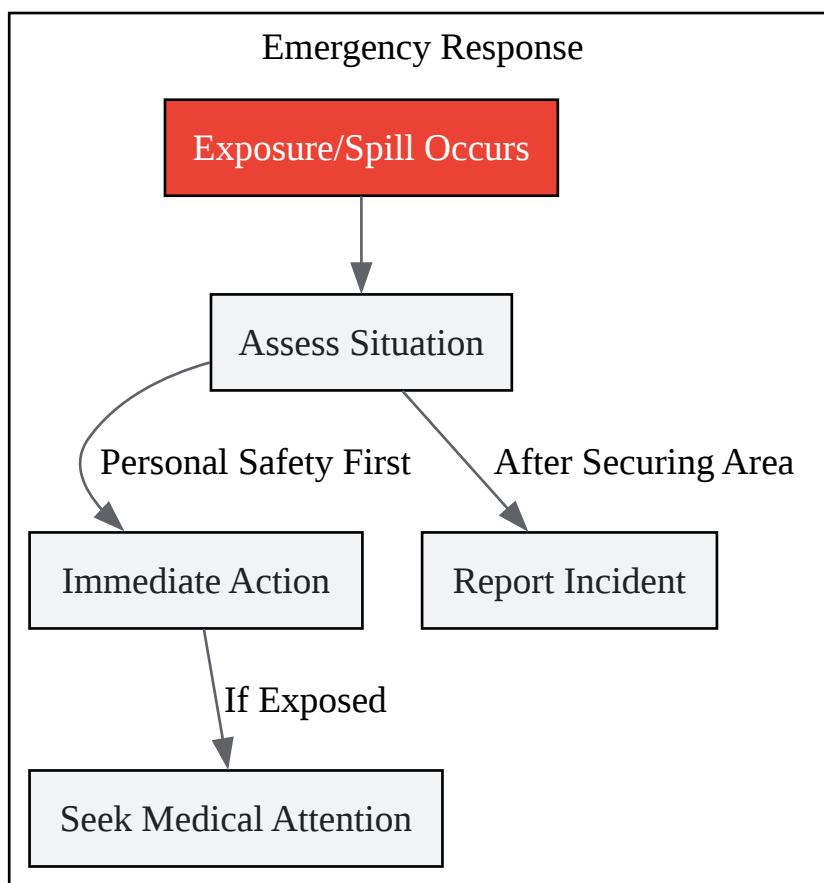 Emergency Response
Exposure/Spill Occurs
Assess Situation
Personal Safety First
After Securing Area
Immediate Action
Report Incident
If Exposed
Seek Medical Attention